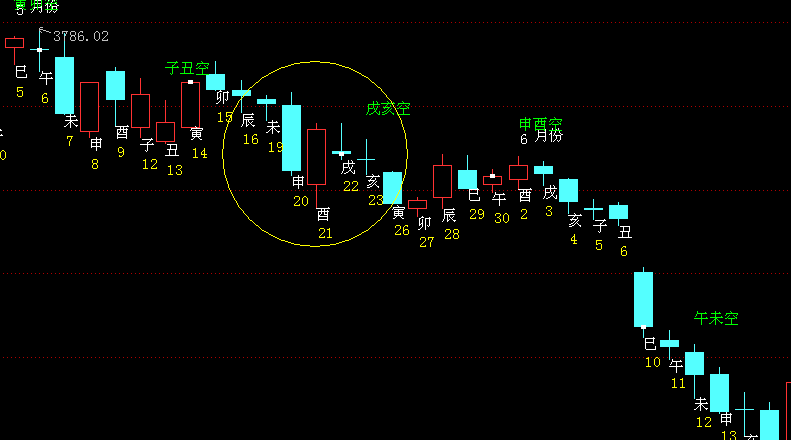 5 月份
3786.02
巳
5
午
6
未
7
申
8
酉
9
子
12
丑
13
子丑空
寅
14
卯
15
辰
16
未
19
申
20
酉
21
戌亥空
戌
22
亥
23
寅
26
卯
27
辰
28
巳
29
午
30
申酉空
6 月份
酉
2
戌
3
亥
4
子
5
丑
6
巳
10
午
11
午未空
未
12
申
13